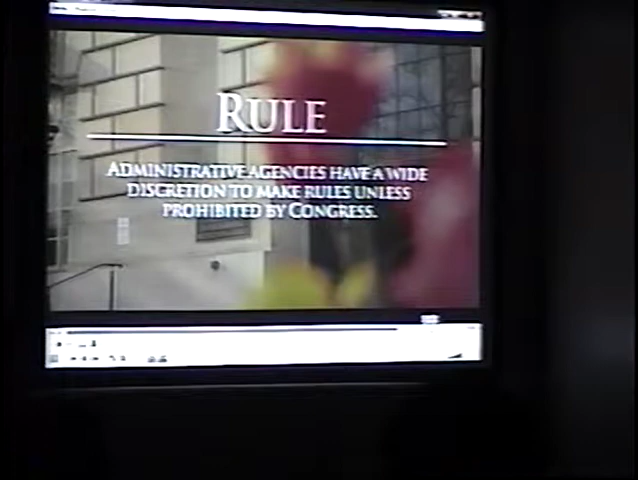 RULE
ADMINISTRATIVE AGENCIES HAVE A WIDE
DISCRETION TO MAKE RULES UNLESS
PROHIBITED BY CONGRESS.